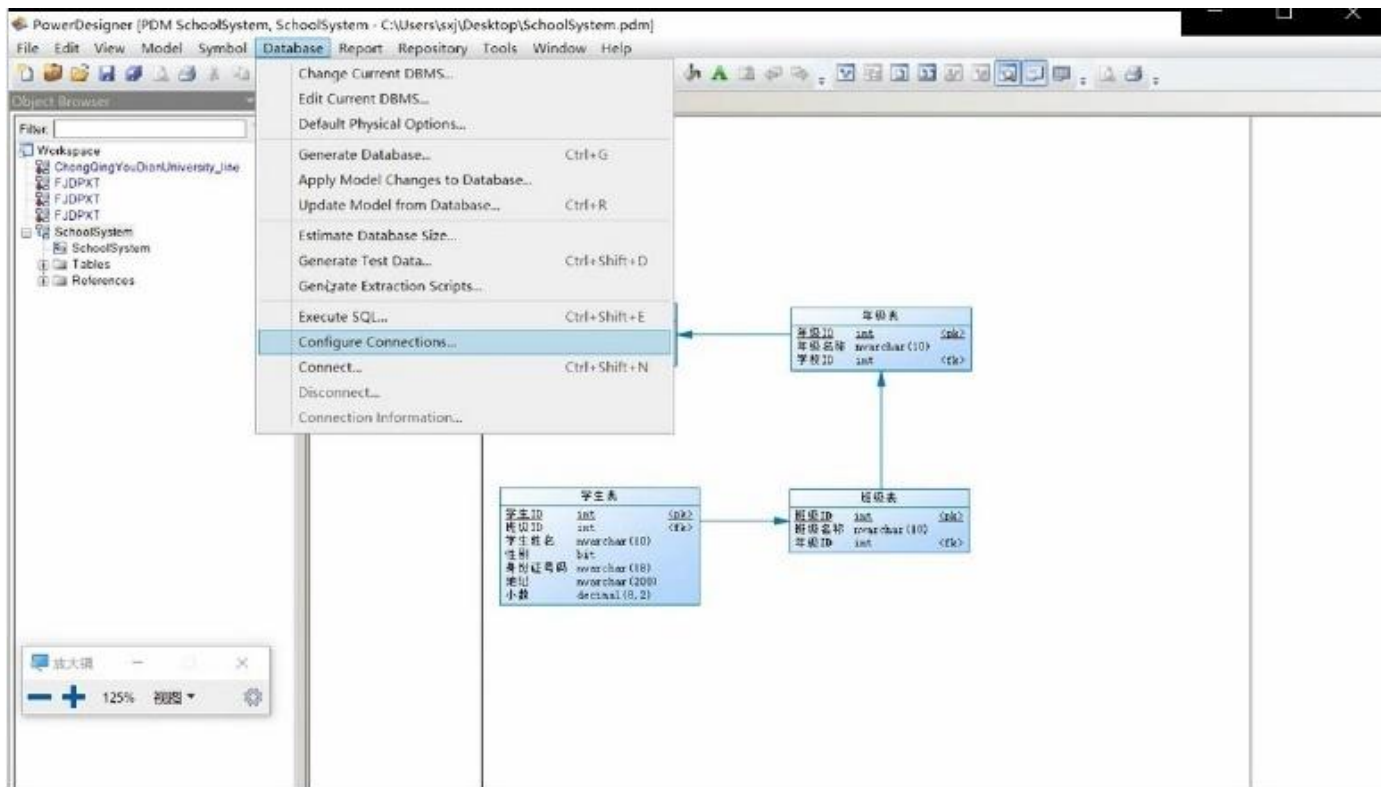 PowerDesigner [PDM SchoolSystem, SchoolSystem - C:\Users\sxj\Desktop\SchoolSystem.pdm]
File Edit View Model Symbol Database Report Repository Tools Window Help
Object Browser
Filter:
Workspace
ChongQingYouDianUniversity_line
FJDPXT
FJDPXT
FJDPXT
SchoolSystem
SchoolSystem
Tables
References
Change Current DBMS...
Edit Current DBMS...
Default Physical Options...
Generate Database... Ctrl+G
Apply Model Changes to Database...
Update Model from Database... Ctrl+R
Estimate Database Size...
Generate Test Data... Ctrl+Shift+D
Generate Extraction Scripts...
Execute SQL... Ctrl+Shift+E
Configure Connections...
Connect... Ctrl+Shift+N
Disconnect...
Connection Information...
年级表
年级ID int <pk>
年级名称 nvarchar(10)
学校ID int <fk>
学生表
学生ID int <pk>
班级ID int <fk>
学生姓名 nvarchar(10)
性别 bit
身份证号码 nvarchar(18)
nvarchar(200)
小数 decimal(8,2)
班级表
班级ID int <pk>
班级名称 nvarchar(10)
年级ID int <fk>
放大镜
125% 视图